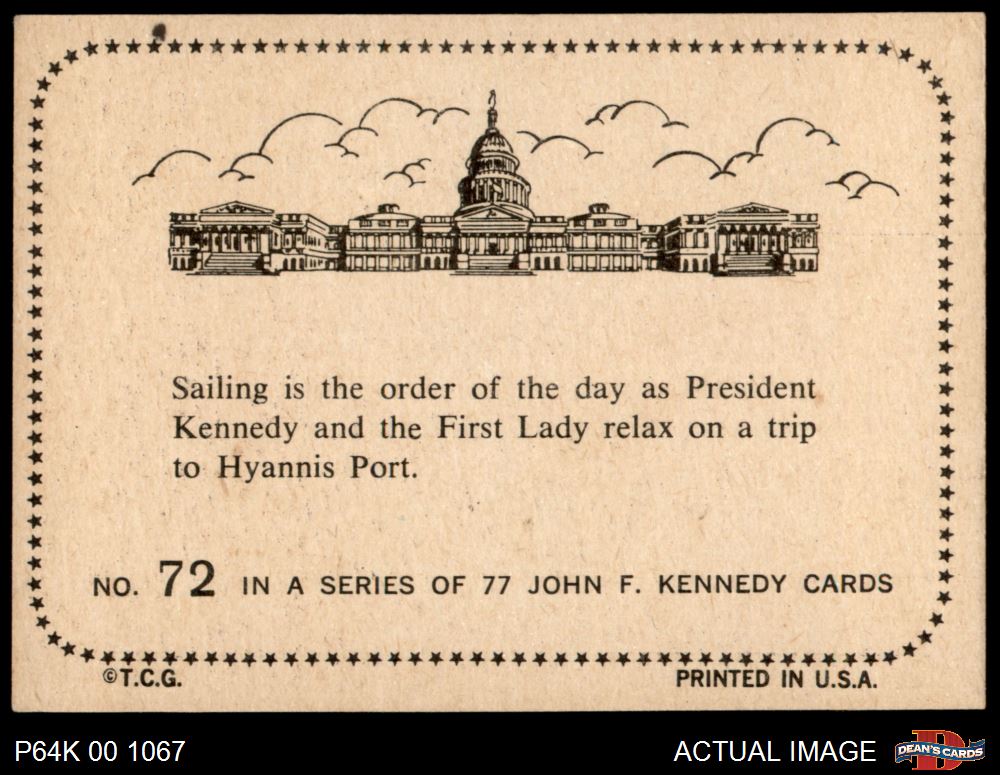 Sailing is the order of the day as President
Kennedy and the First Lady relax on a trip
to Hyannis Port.
NO. 72 IN A SERIES OF 77 JOHN F. KENNEDY CARDS
©T.C.G. PRINTED IN U.S.A.
P64K 00 1067 ACTUAL IMAGE DEAN'S CARDS